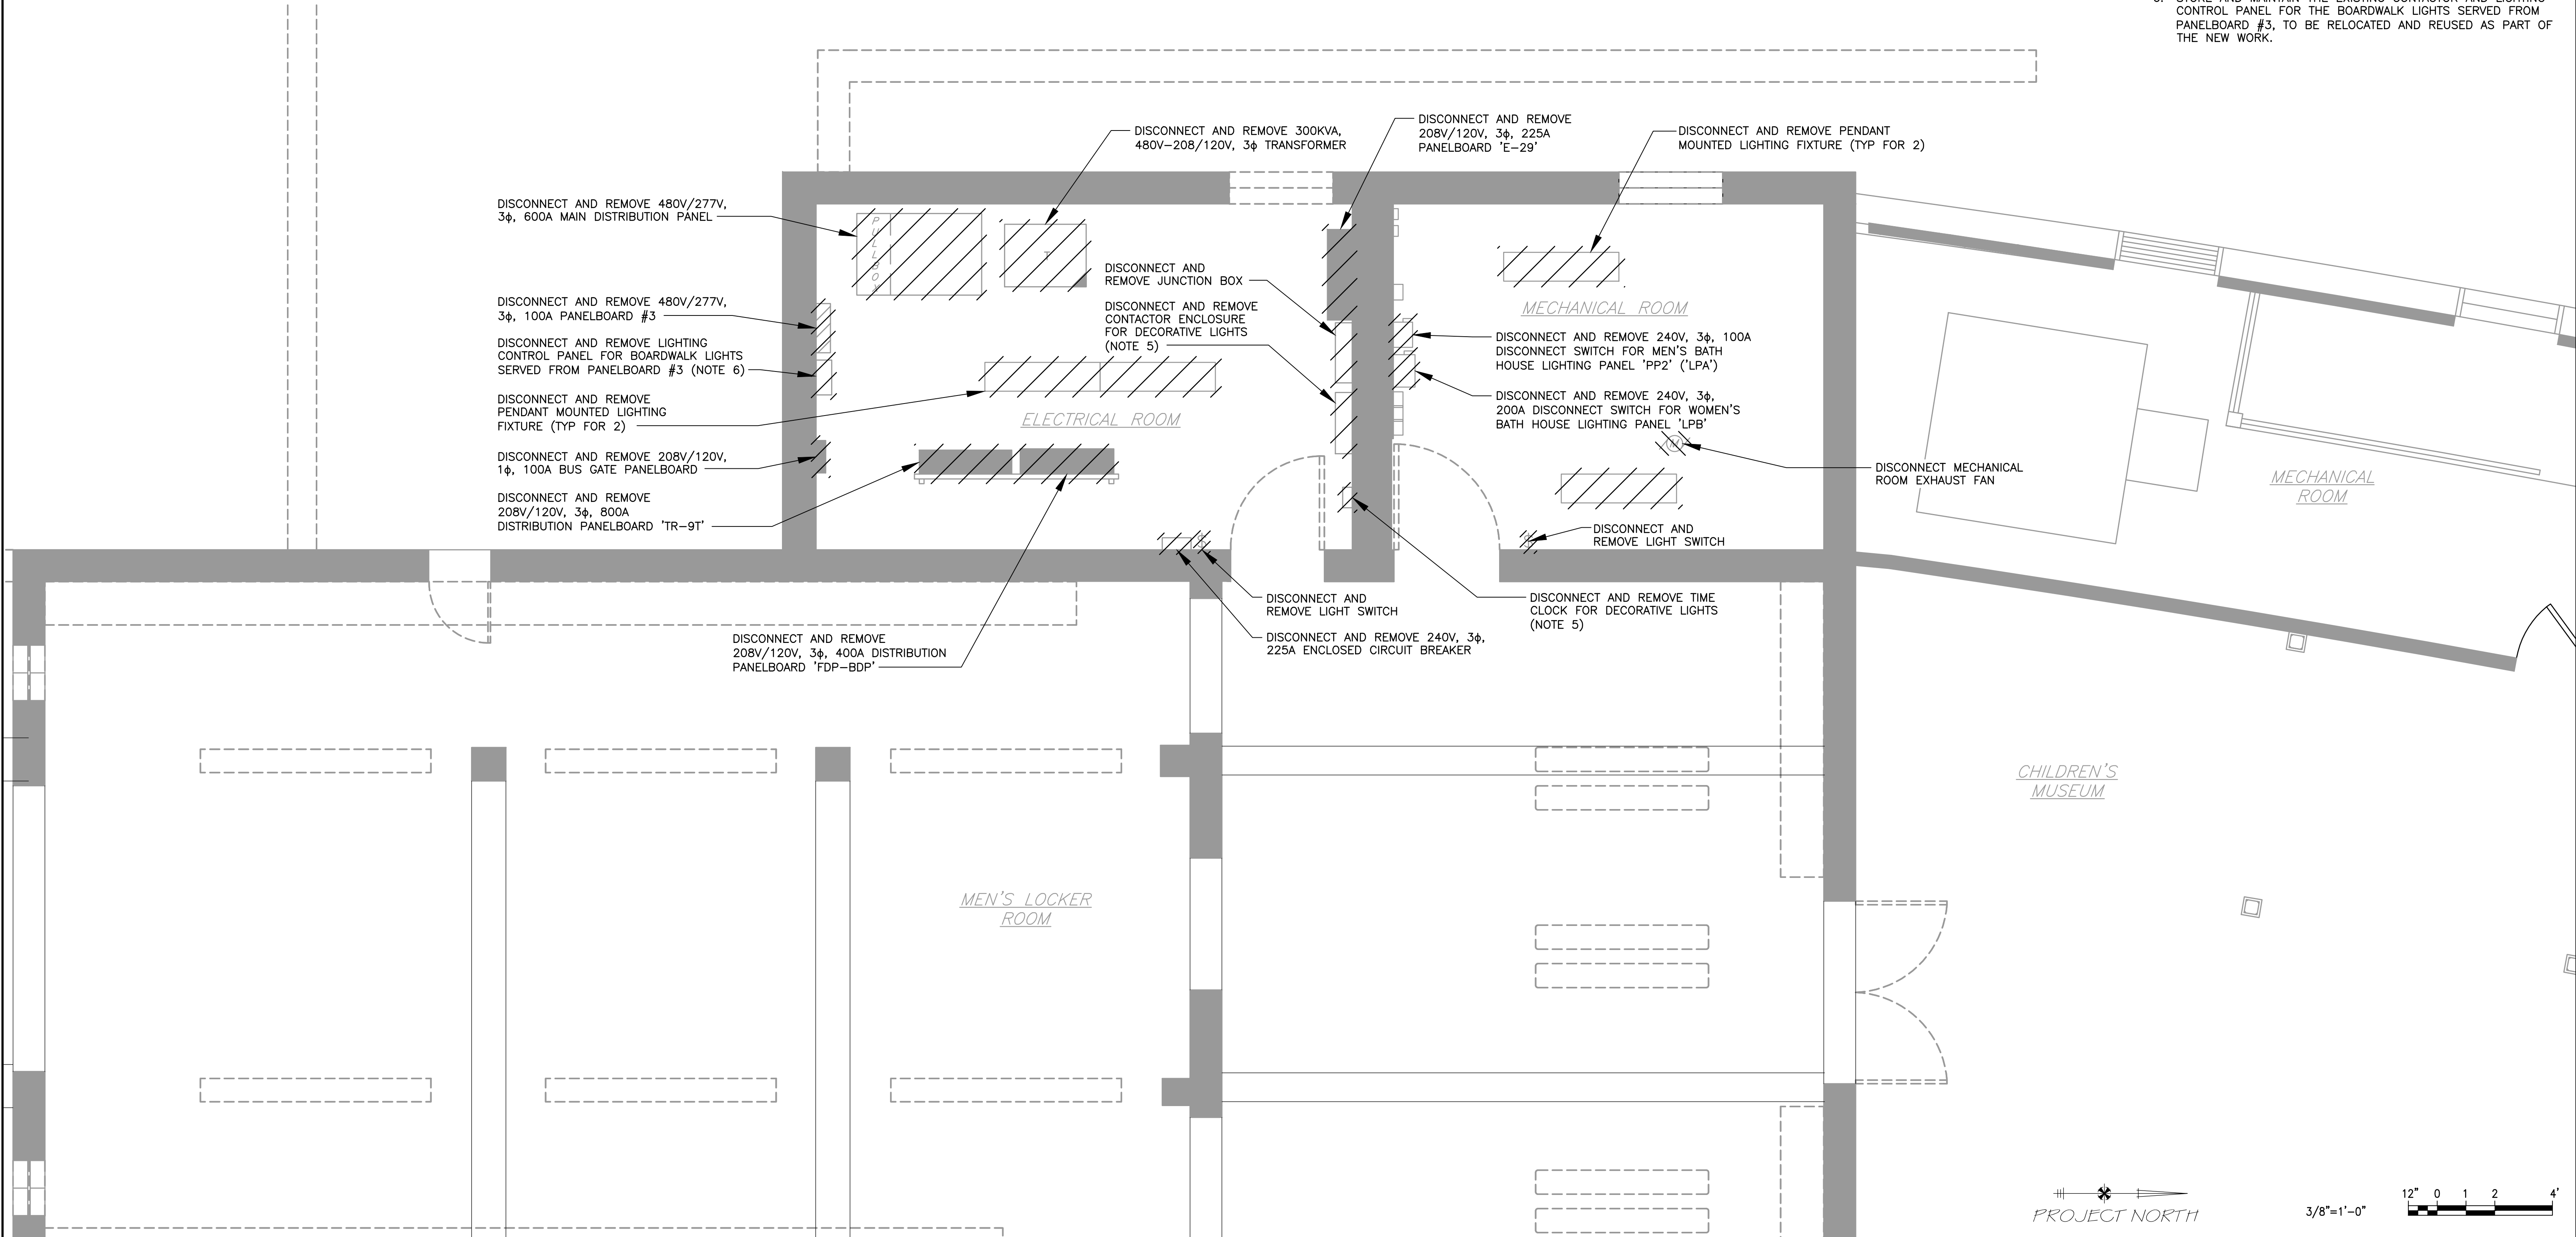 STORE AND MAINTAIN THE EXISTING CONTACTOR AND LIGHTING
CONTROL PANEL FOR THE BOARDWALK LIGHTS SERVED FROM
PANELBOARD #3, TO BE RELOCATED AND REUSED AS PART OF
THE NEW WORK.
DISCONNECT AND REMOVE 300KVA,
480V-208/120V, 3ϕ TRANSFORMER
DISCONNECT AND REMOVE
208V/120V, 3ϕ, 225A
PANELBOARD 'E-29'
DISCONNECT AND REMOVE PENDANT
MOUNTED LIGHTING FIXTURE (TYP FOR 2)
DISCONNECT AND REMOVE 480V/277V,
3ϕ, 600A MAIN DISTRIBUTION PANEL
PULLBOX
T
DISCONNECT AND
REMOVE JUNCTION BOX
DISCONNECT AND REMOVE
CONTACTOR ENCLOSURE
FOR DECORATIVE LIGHTS
(NOTE 5)
MECHANICAL ROOM
DISCONNECT AND REMOVE 480V/277V,
3ϕ, 100A PANELBOARD #3
DISCONNECT AND REMOVE LIGHTING
CONTROL PANEL FOR BOARDWALK LIGHTS
SERVED FROM PANELBOARD #3 (NOTE 6)
DISCONNECT AND REMOVE 240V, 3ϕ, 100A
DISCONNECT SWITCH FOR MEN'S BATH
HOUSE LIGHTING PANEL 'PP2' ('LPA')
DISCONNECT AND REMOVE
PENDANT MOUNTED LIGHTING
FIXTURE (TYP FOR 2)
ELECTRICAL ROOM
DISCONNECT AND REMOVE 240V, 3ϕ,
200A DISCONNECT SWITCH FOR WOMEN'S
BATH HOUSE LIGHTING PANEL 'LPB'
M
DISCONNECT AND REMOVE 208V/120V,
1ϕ, 100A BUS GATE PANELBOARD
DISCONNECT MECHANICAL
ROOM EXHAUST FAN
MECHANICAL
ROOM
DISCONNECT AND REMOVE
208V/120V, 3ϕ, 800A
DISTRIBUTION PANELBOARD 'TR-9T'
DISCONNECT AND
REMOVE LIGHT SWITCH
DISCONNECT AND
REMOVE LIGHT SWITCH
DISCONNECT AND REMOVE TIME
CLOCK FOR DECORATIVE LIGHTS
(NOTE 5)
DISCONNECT AND REMOVE
208V/120V, 3ϕ, 400A DISTRIBUTION
PANELBOARD 'FDP-BDP'
DISCONNECT AND REMOVE 240V, 3ϕ,
225A ENCLOSED CIRCUIT BREAKER
CHILDREN'S
MUSEUM
MEN'S LOCKER
ROOM
PROJECT NORTH
3/8"=1'-0"
12" 0 1 2 4'